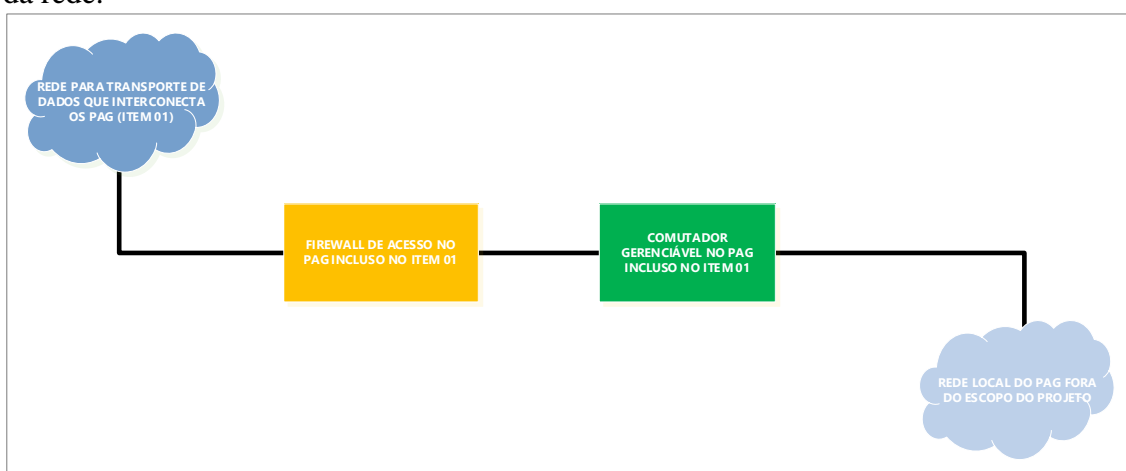 da rede.
REDE PARA TRANSPORTE DE
DADOS QUE INTERCONECTA
OS PAG (ITEM 01)
FIREWALL DE ACESSO NO
PAG INCLUSO NO ITEM 01
COMUTADOR
GERENCIÁVEL NO PAG
INCLUSO NO ITEM 01
REDE LOCAL DO PAG FORA
DO ESCOPO DO PROJETO